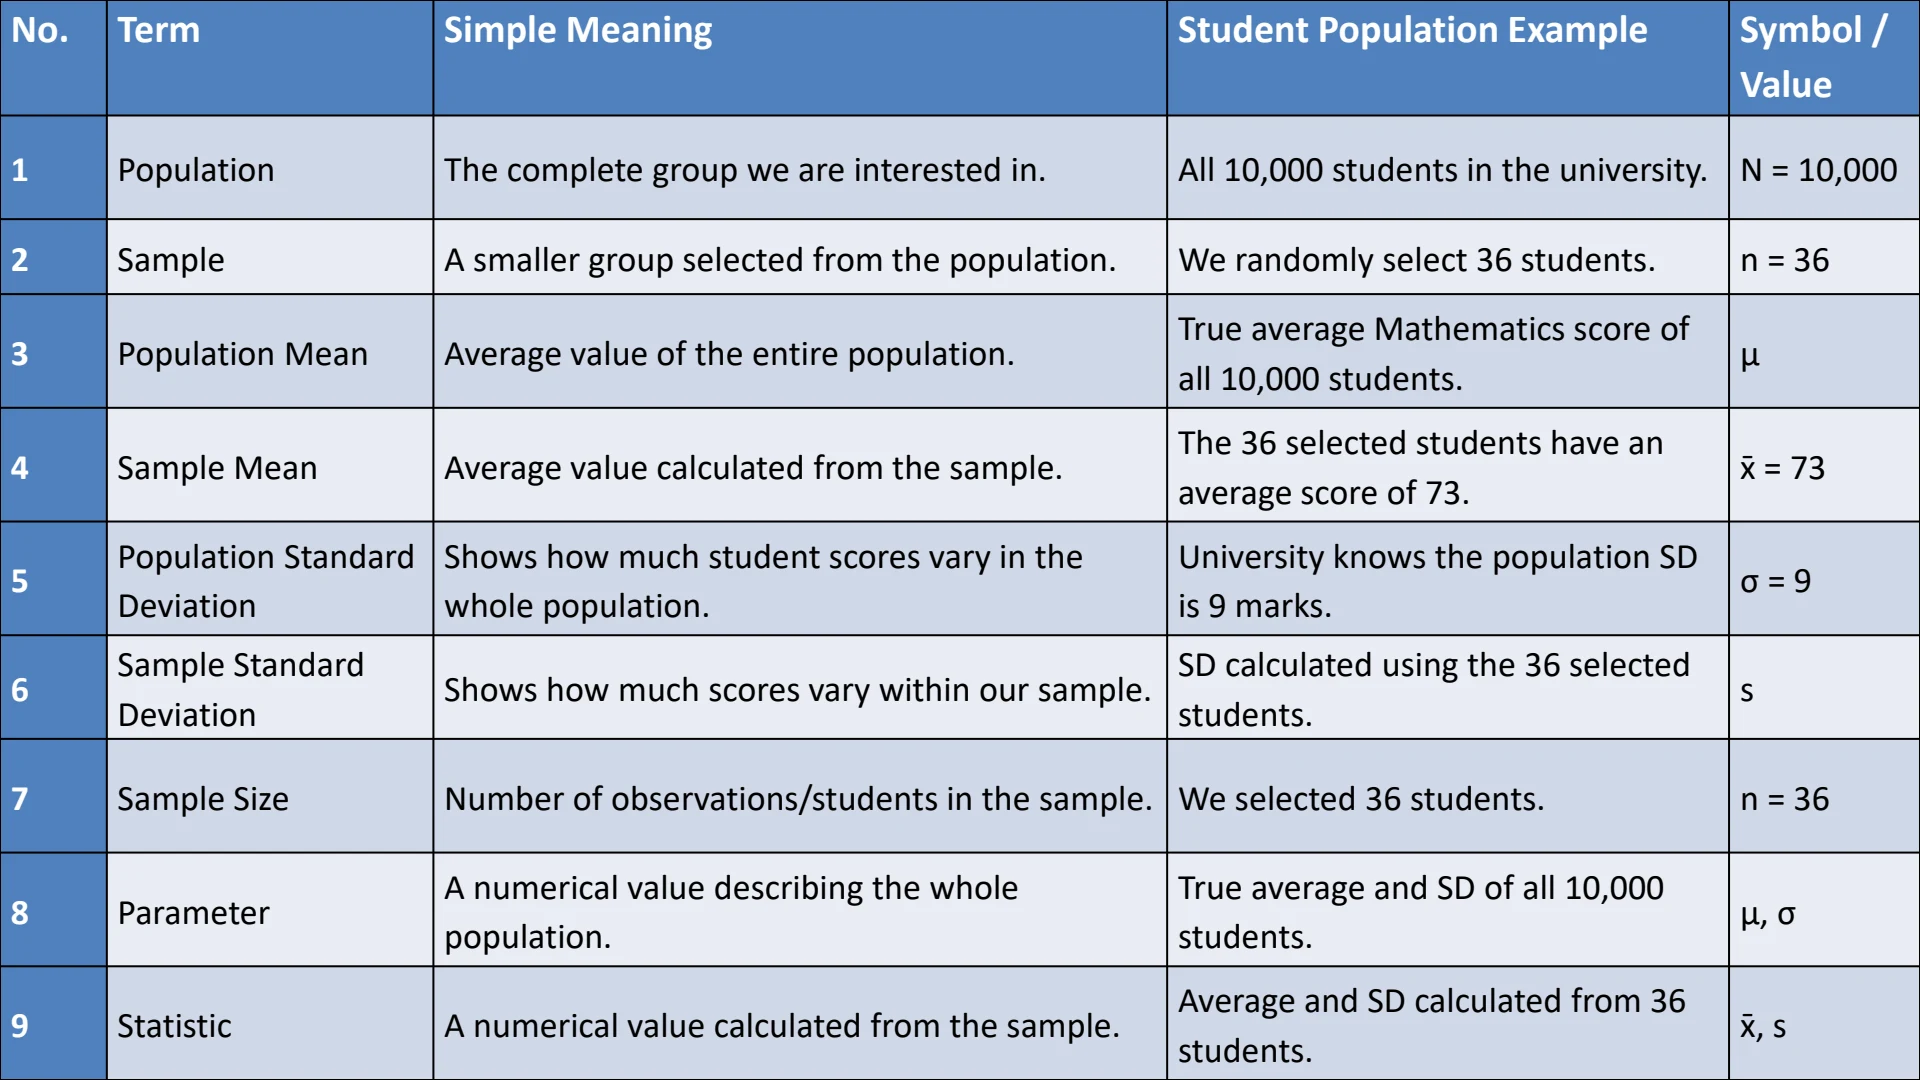 No. Term Simple Meaning Student Population Example Symbol /
Value
1 Population The complete group we are interested in. All 10,000 students in the university. N = 10,000
2 Sample A smaller group selected from the population. We randomly select 36 students. n = 36
3 Population Mean Average value of the entire population. True average Mathematics score of
all 10,000 students. μ
4 Sample Mean Average value calculated from the sample. The 36 selected students have an
average score of 73. x̄ = 73
5 Population Standard
Deviation Shows how much student scores vary in the
whole population. University knows the population SD
is 9 marks. σ = 9
6 Sample Standard
Deviation Shows how much scores vary within our sample. SD calculated using the 36 selected
students. s
7 Sample Size Number of observations/students in the sample. We selected 36 students. n = 36
8 Parameter A numerical value describing the whole
population. True average and SD of all 10,000
students. μ, σ
9 Statistic A numerical value calculated from the sample. Average and SD calculated from 36
students. x̄, s